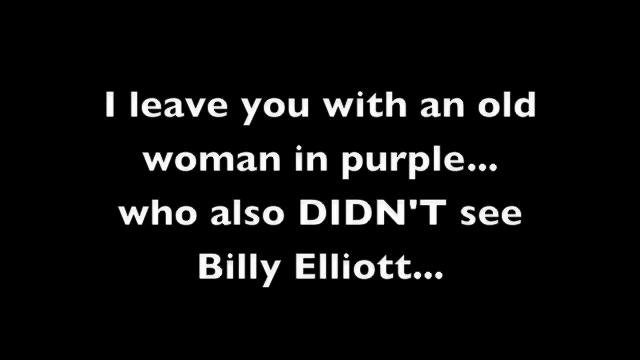 I leave you with an old
woman in purple...
who also DIDN'T see
Billy Elliott...